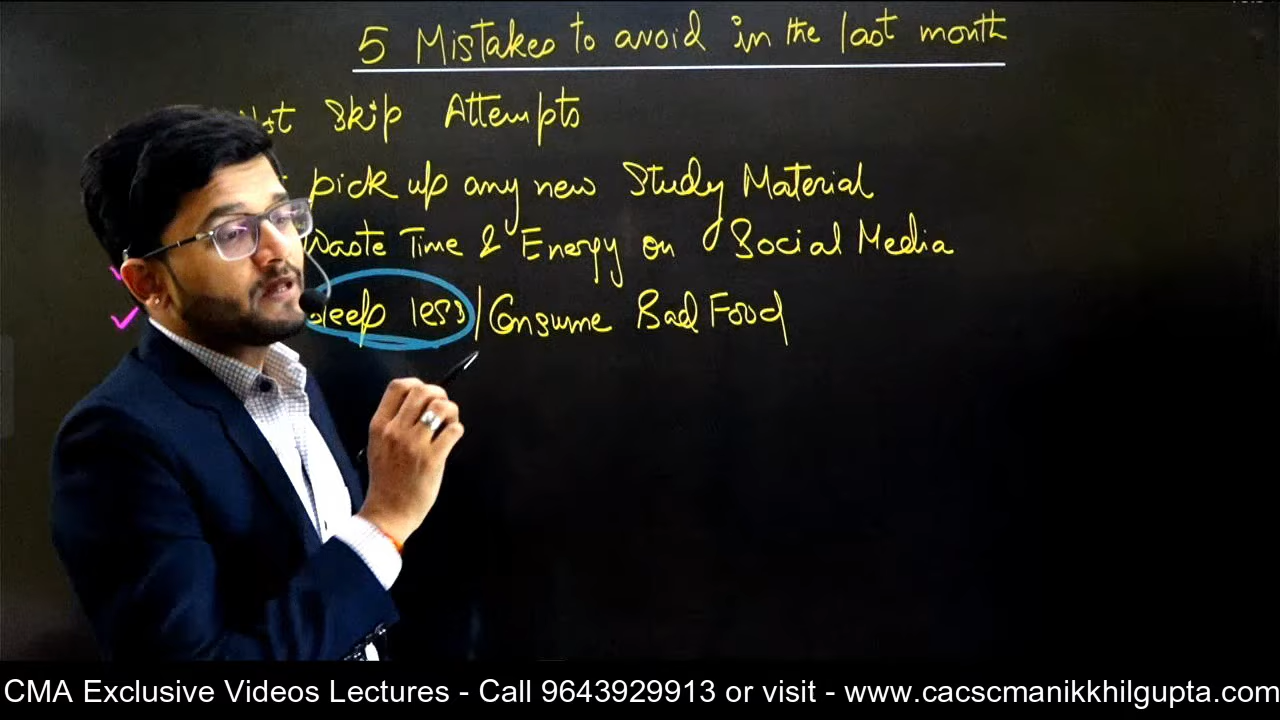 5 Mistakes to avoid in the last month
Skip Attempts
pick up any new Study Material
Waste Time & Energy on Social Media
sleep less / Consume Bad Food
CMA Exclusive Videos Lectures - Call 9643929913 or visit - www.cacscmanikkhilgupta.com